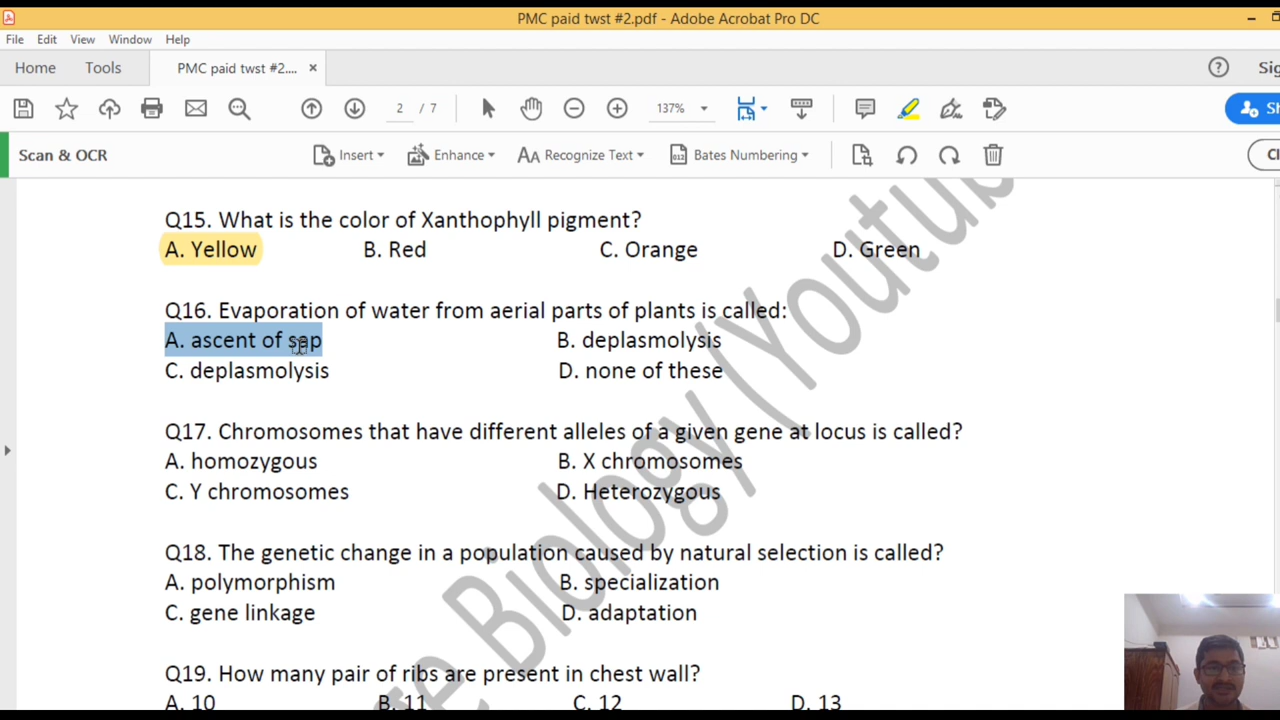 PMC paid twst #2.pdf - Adobe Acrobat Pro DC
File Edit View Window Help
Home Tools PMC paid twst #2.... ×
2 / 7 137%
Scan & OCR Insert Enhance Recognize Text Bates Numbering
Q15. What is the color of Xanthophyll pigment?
A. Yellow B. Red C. Orange D. Green
Q16. Evaporation of water from aerial parts of plants is called:
A. ascent of sap B. deplasmolysis
C. deplasmolysis D. none of these
Q17. Chromosomes that have different alleles of a given gene at locus is called?
A. homozygous B. X chromosomes
C. Y chromosomes D. Heterozygous
Q18. The genetic change in a population caused by natural selection is called?
A. polymorphism B. specialization
C. gene linkage D. adaptation
Q19. How many pair of ribs are present in chest wall?
A. 10 B. 11 C. 12 D. 13
Biology (Youtub